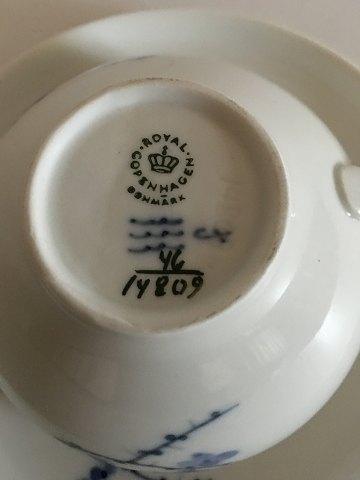 ROYAL
COPENHAGEN
DENMARK
46
14809